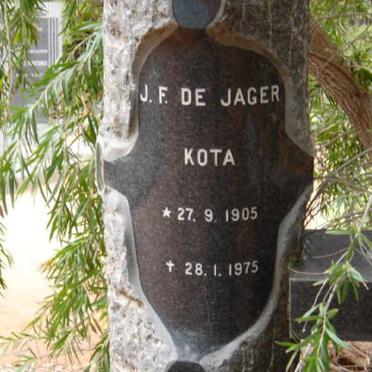 J. F. DE JAGER
KOTA
* 27. 9. 1905
✝ 28. 1. 1975